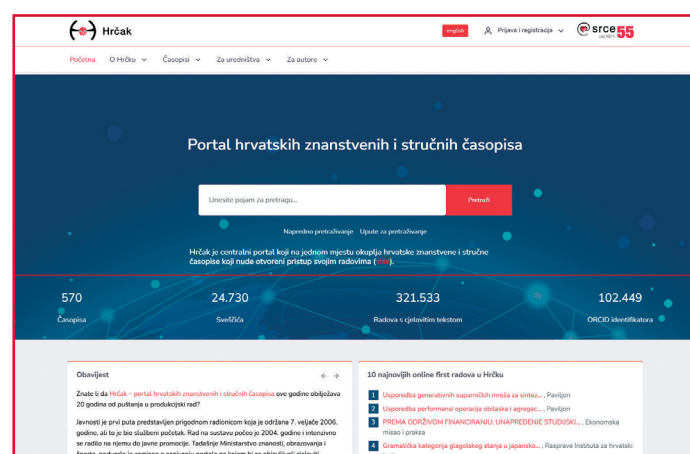 Hrčak
english
Prijava i registracija
srce 55
od 1971.
Početna O Hrčku Časopisi Za uredništva Za autore
Portal hrvatskih znanstvenih i stručnih časopisa
Unesite pojam za pretragu...
Pretraži
Napredno pretraživanje Upute za pretraživanje
Hrčak je centralni portal koji na jednom mjestu okuplja hrvatske znanstvene i stručne
časopise koji nude otvoreni pristup svojim radovima (više).
570 24.730 321.533 102.449
Časopisa Sveščića Radova s cjelovitim tekstom ORCID identifikatora
Obavijest
Znate li da Hrčak – portal hrvatskih znanstvenih i stručnih časopisa ove godine obilježava
20 godina od puštanja u produkcijski rad?
Javnosti je prvi puta predstavljen prigodnom radionicom koja je održana 7. veljače 2006.
godine, ali to je bio službeni početak. Rad na sustavu počeo je 2004. godine i intenzivno
se radilo na njemu do javne promocije. Tadašnje Ministarstvo znanosti, obrazovanja i
10 najnovijih online first radova u Hrčku
1 Usporedba generativnih suparničkih mreža za sintez... , Paviljon
2 Usporedba performansi operacija obilaska i agregac... , Paviljon
3 PREMA ODRŽIVOM FINANCIRANJU: UNAPREĐENJE STUDIJSKI... , Ekonomska
misao i praksa
4 Gramatička kategorija glagolskog stanja u japansko... , Rasprave Instituta za hrvatski